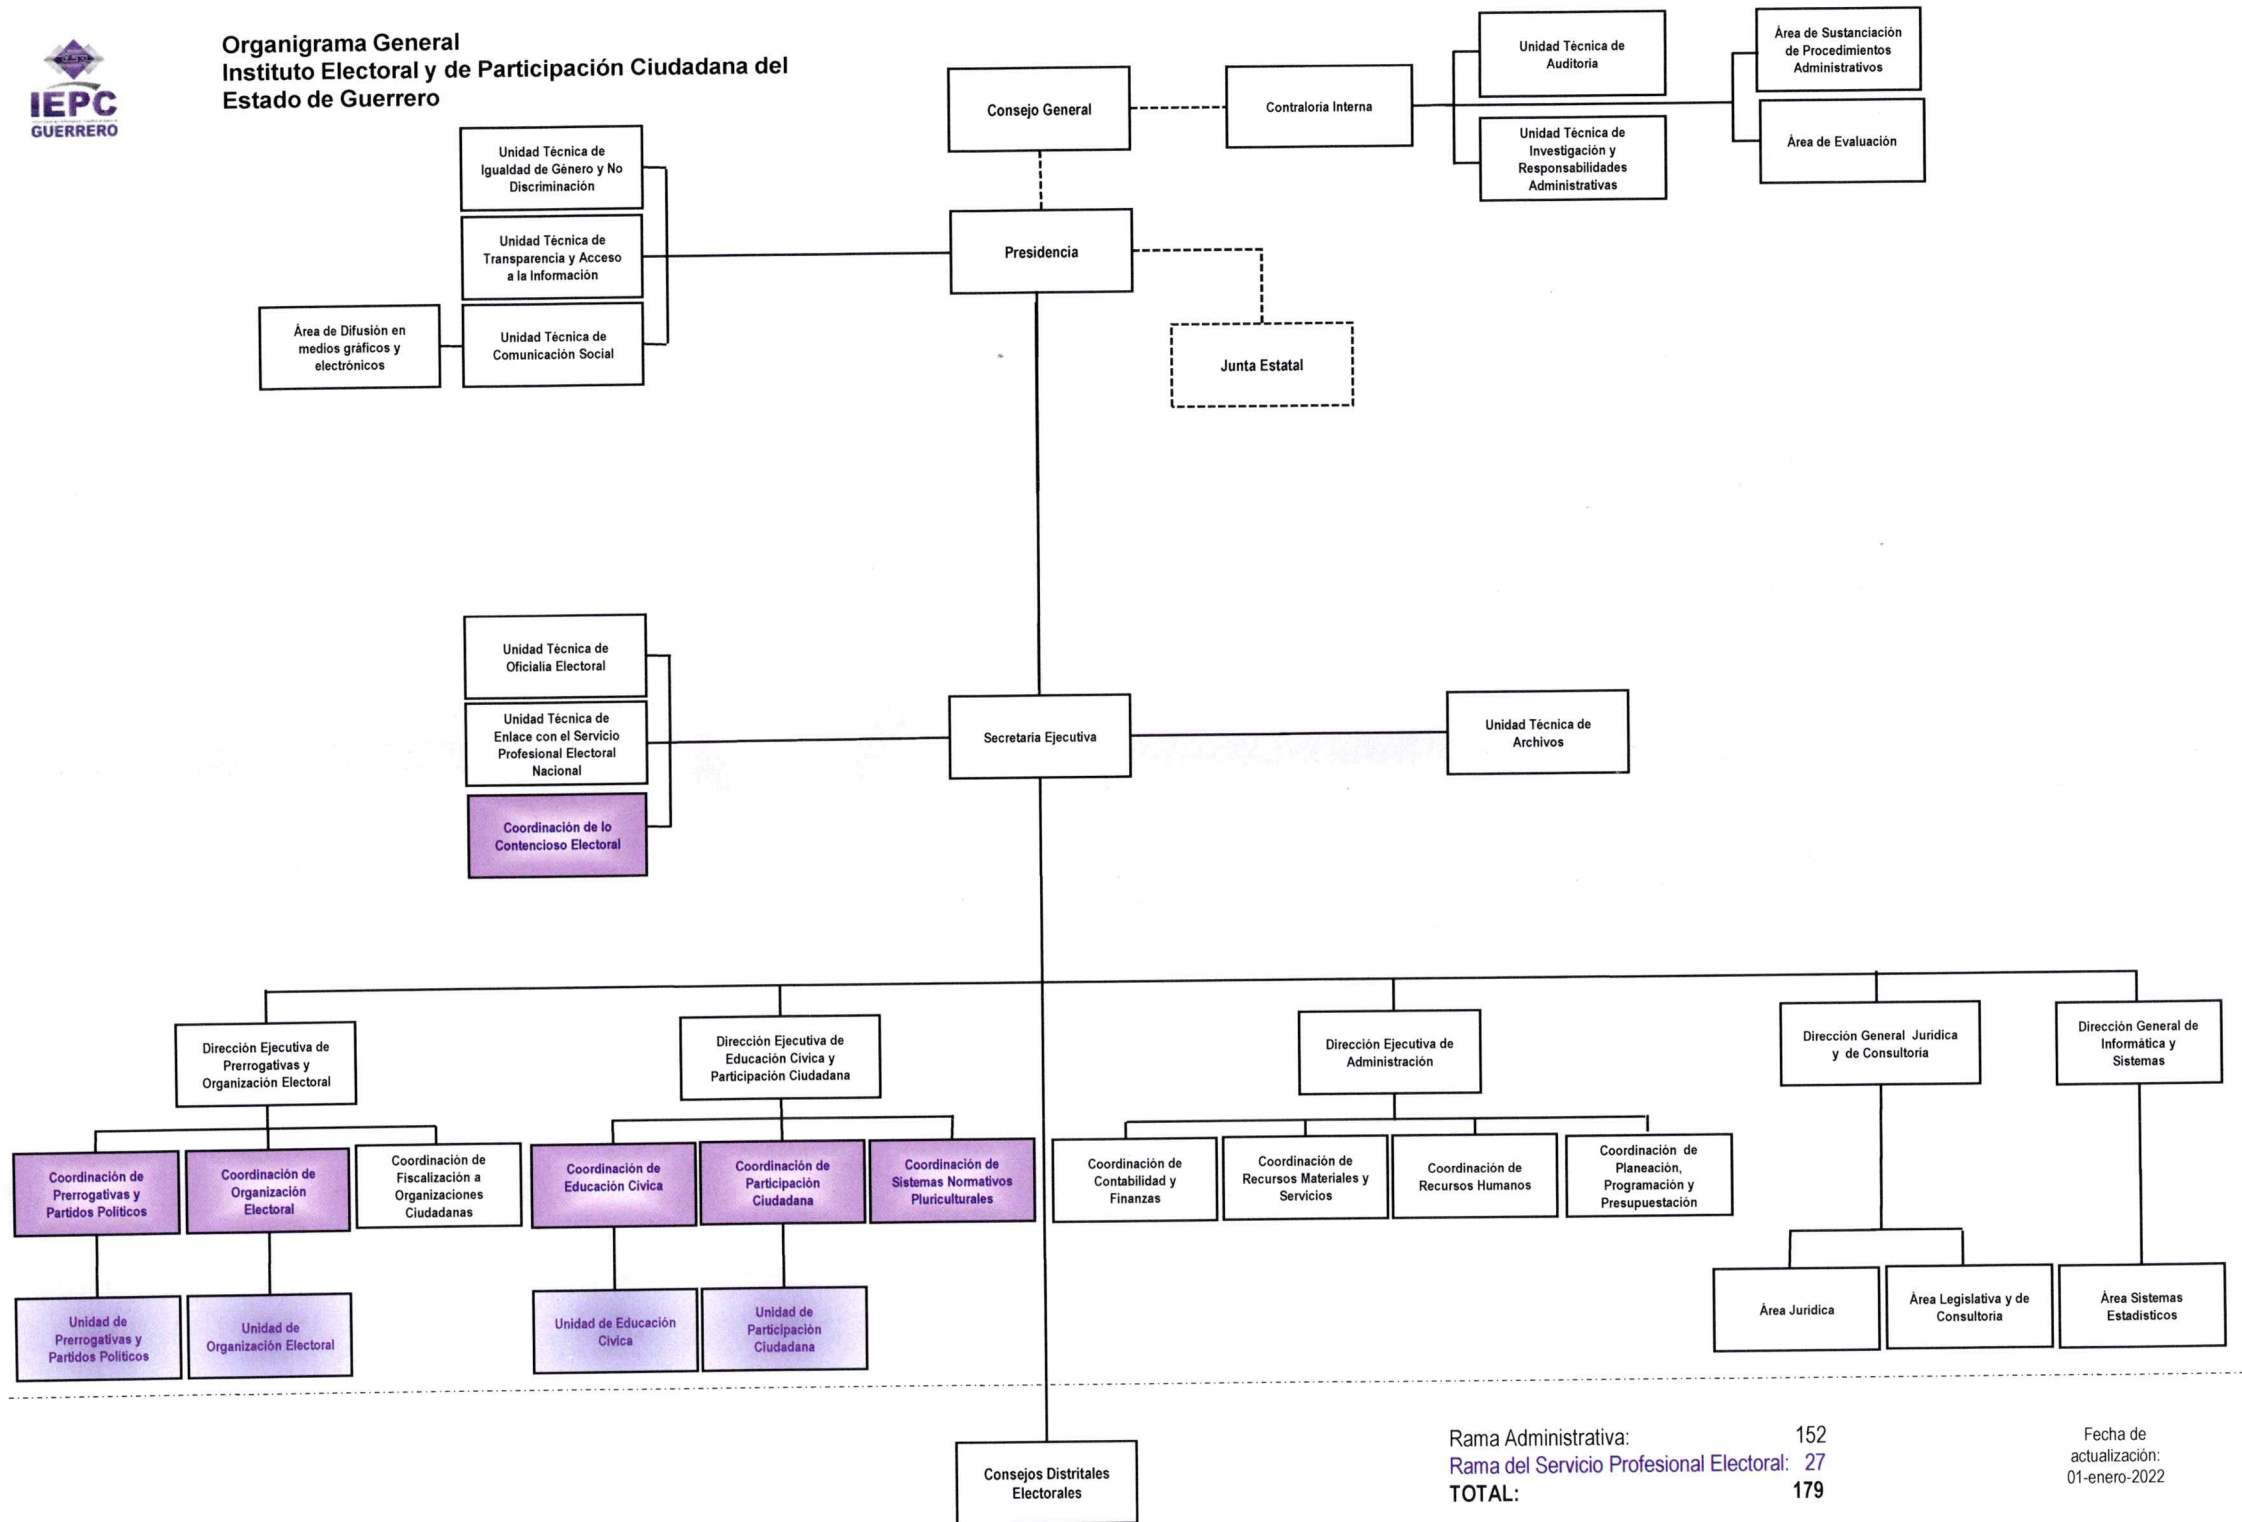 IEPC
GUERRERO
Organigrama General
Instituto Electoral y de Participación Ciudadana del
Estado de Guerrero
Consejo General
Contraloría Interna
Unidad Técnica de
Auditoría
Unidad Técnica de
Investigación y
Responsabilidades
Administrativas
Área de Sustanciación
de Procedimientos
Administrativos
Área de Evaluación
Unidad Técnica de
Igualdad de Género y No
Discriminación
Unidad Técnica de
Transparencia y Acceso
a la Información
Unidad Técnica de
Comunicación Social
Área de Difusión en
medios gráficos y
electrónicos
Presidencia
Junta Estatal
Unidad Técnica de
Oficialía Electoral
Unidad Técnica de
Enlace con el Servicio
Profesional Electoral
Nacional
Coordinación de lo
Contencioso Electoral
Secretaría Ejecutiva
Unidad Técnica de
Archivos
Dirección Ejecutiva de
Prerrogativas y
Organización Electoral
Dirección Ejecutiva de
Educación Cívica y
Participación Ciudadana
Dirección Ejecutiva de
Administración
Dirección General Jurídica
y de Consultoría
Dirección General de
Informática y
Sistemas
Coordinación de
Prerrogativas y
Partidos Políticos
Coordinación de
Organización
Electoral
Coordinación de
Fiscalización a
Organizaciones
Ciudadanas
Coordinación de
Educación Cívica
Coordinación de
Participación
Ciudadana
Coordinación de
Sistemas Normativos
Pluriculturales
Coordinación de
Contabilidad y
Finanzas
Coordinación de
Recursos Materiales y
Servicios
Coordinación de
Recursos Humanos
Coordinación de
Planeación,
Programación y
Presupuestación
Unidad de
Prerrogativas y
Partidos Políticos
Unidad de
Organización Electoral
Unidad de Educación
Cívica
Unidad de
Participación
Ciudadana
Área Jurídica
Área Legislativa y de
Consultoría
Área Sistemas
Estadísticos
Consejos Distritales
Electorales
Rama Administrativa: 152
Rama del Servicio Profesional Electoral: 27
TOTAL: 179
Fecha de
actualización:
01-enero-2022